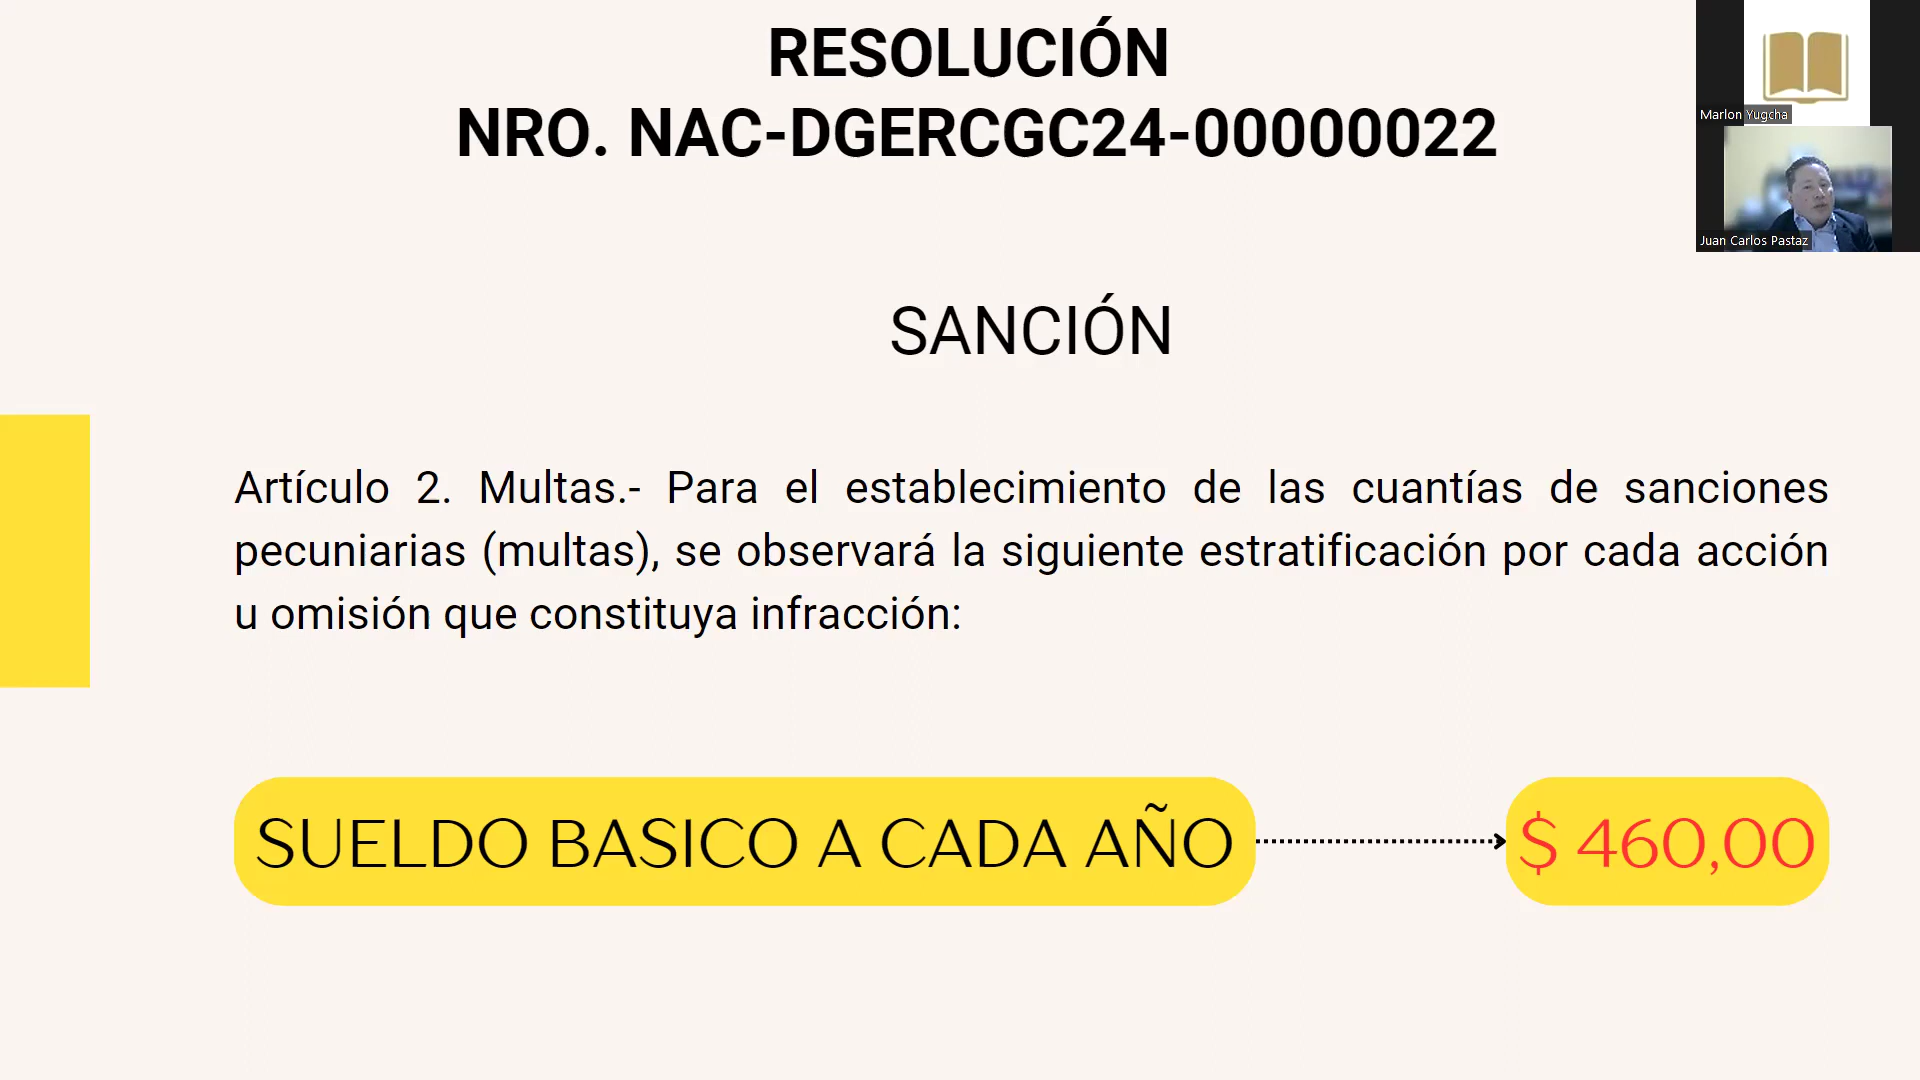 RESOLUCIÓN
NRO. NAC-DGERCGC24-00000022
Marlon Yugcha
Juan Carlos Pastaz
SANCIÓN
Artículo 2. Multas.- Para el establecimiento de las cuantías de sanciones
pecuniarias (multas), se observará la siguiente estratificación por cada acción
u omisión que constituya infracción:
SUELDO BASICO A CADA AÑO
$ 460,00